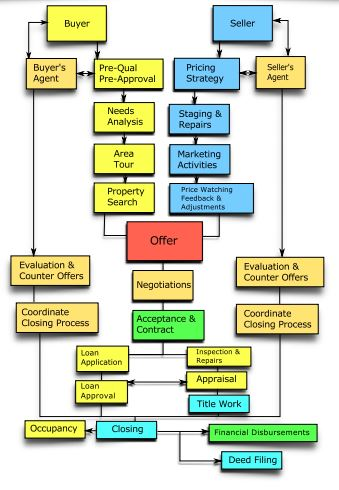 Buyer
Seller
Buyer's
Agent
Pre-Qual
Pre-Approval
Pricing
Strategy
Seller's
Agent
Needs
Analysis
Staging &
Repairs
Area
Tour
Marketing
Activities
Property
Search
Price Watching
Feedback &
Adjustments
Offer
Evaluation &
Counter Offers
Negotiations
Evaluation &
Counter Offers
Coordinate
Closing Process
Acceptance &
Contract
Coordinate
Closing Process
Loan
Application
Inspection &
Repairs
Loan
Approval
Appraisal
Title Work
Occupancy
Closing
Financial Disbursements
Deed Filing